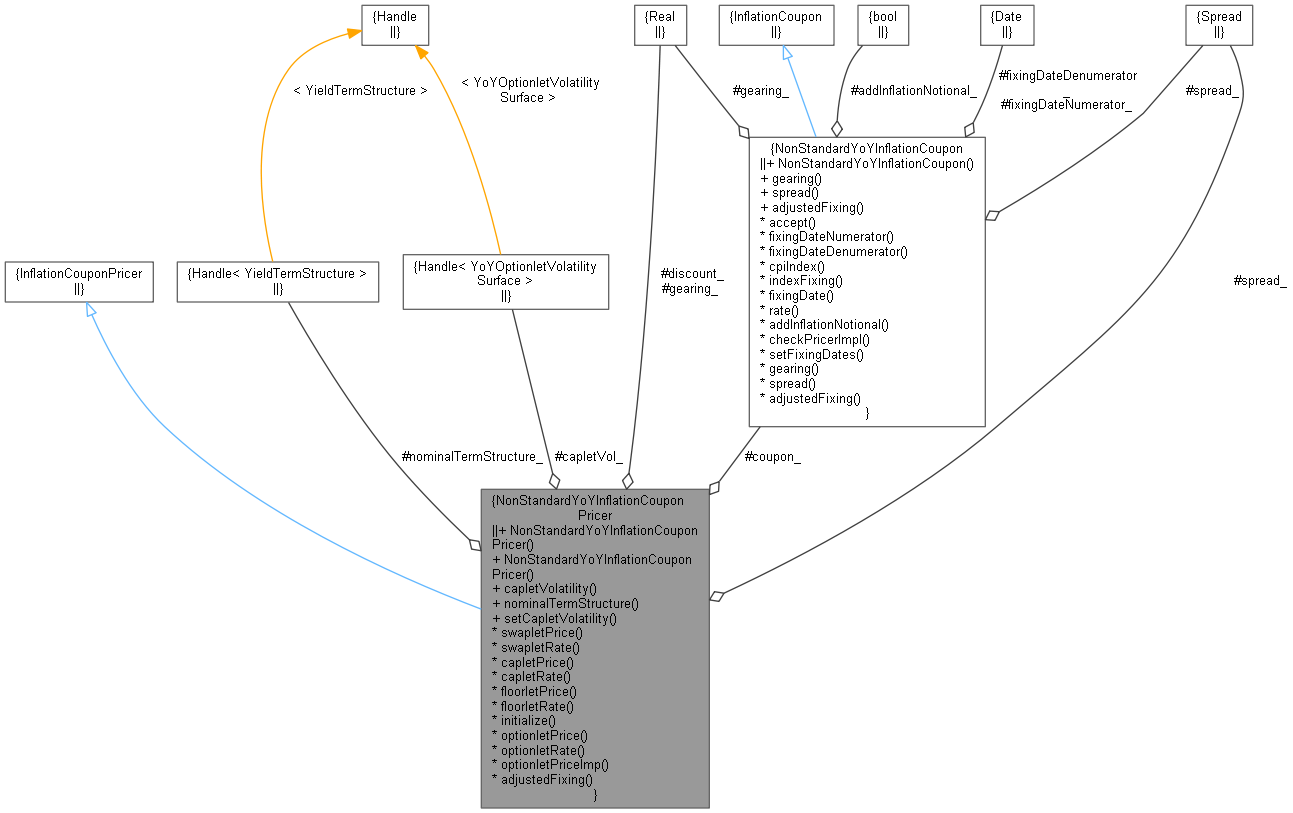 {Handle
||}
{Real
||}
{InflationCoupon
||}
{bool
||}
{Date
||}
{Spread
||}
< YieldTermStructure >
< YoYOptionletVolatility
Surface >
#gearing_
#addInflationNotional_
#fixingDateDenumerator
_
#fixingDateNumerator_
#spread_
{NonStandardYoYInflationCoupon
||+ NonStandardYoYInflationCoupon()
+ gearing()
+ spread()
+ adjustedFixing()
* accept()
* fixingDateNumerator()
* fixingDateDenumerator()
* cpiIndex()
* indexFixing()
* fixingDate()
* rate()
* addInflationNotional()
* checkPricerImpl()
* setFixingDates()
* gearing()
* spread()
* adjustedFixing()
}
{InflationCouponPricer
||}
{Handle< YieldTermStructure >
||}
{Handle< YoYOptionletVolatility
Surface >
||}
#discount_
#gearing_
#spread_
#nominalTermStructure_
#capletVol_
#coupon_
{NonStandardYoYInflationCoupon
Pricer
||+ NonStandardYoYInflationCoupon
Pricer()
+ NonStandardYoYInflationCoupon
Pricer()
+ capletVolatility()
+ nominalTermStructure()
+ setCapletVolatility()
* swapletPrice()
* swapletRate()
* capletPrice()
* capletRate()
* floorletPrice()
* floorletRate()
* initialize()
* optionletPrice()
* optionletRate()
* optionletPriceImp()
* adjustedFixing()
}